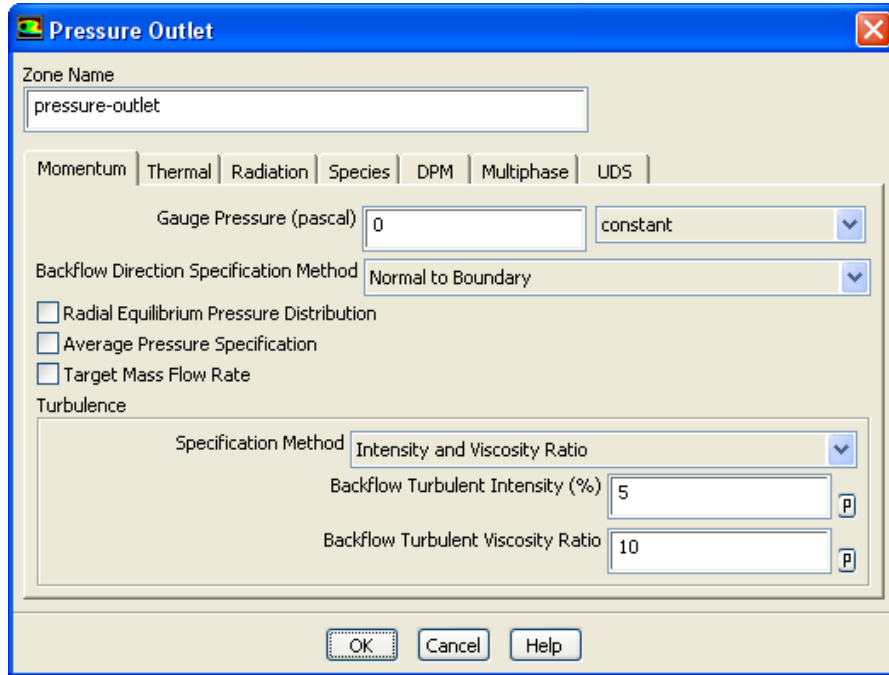 Pressure Outlet
Zone Name
pressure-outlet
Momentum Thermal Radiation Species DPM Multiphase UDS
Gauge Pressure (pascal) 0 constant
Backflow Direction Specification Method Normal to Boundary
Radial Equilibrium Pressure Distribution
Average Pressure Specification
Target Mass Flow Rate
Turbulence
Specification Method Intensity and Viscosity Ratio
Backflow Turbulent Intensity (%) 5 P
Backflow Turbulent Viscosity Ratio 10 P
OK Cancel Help